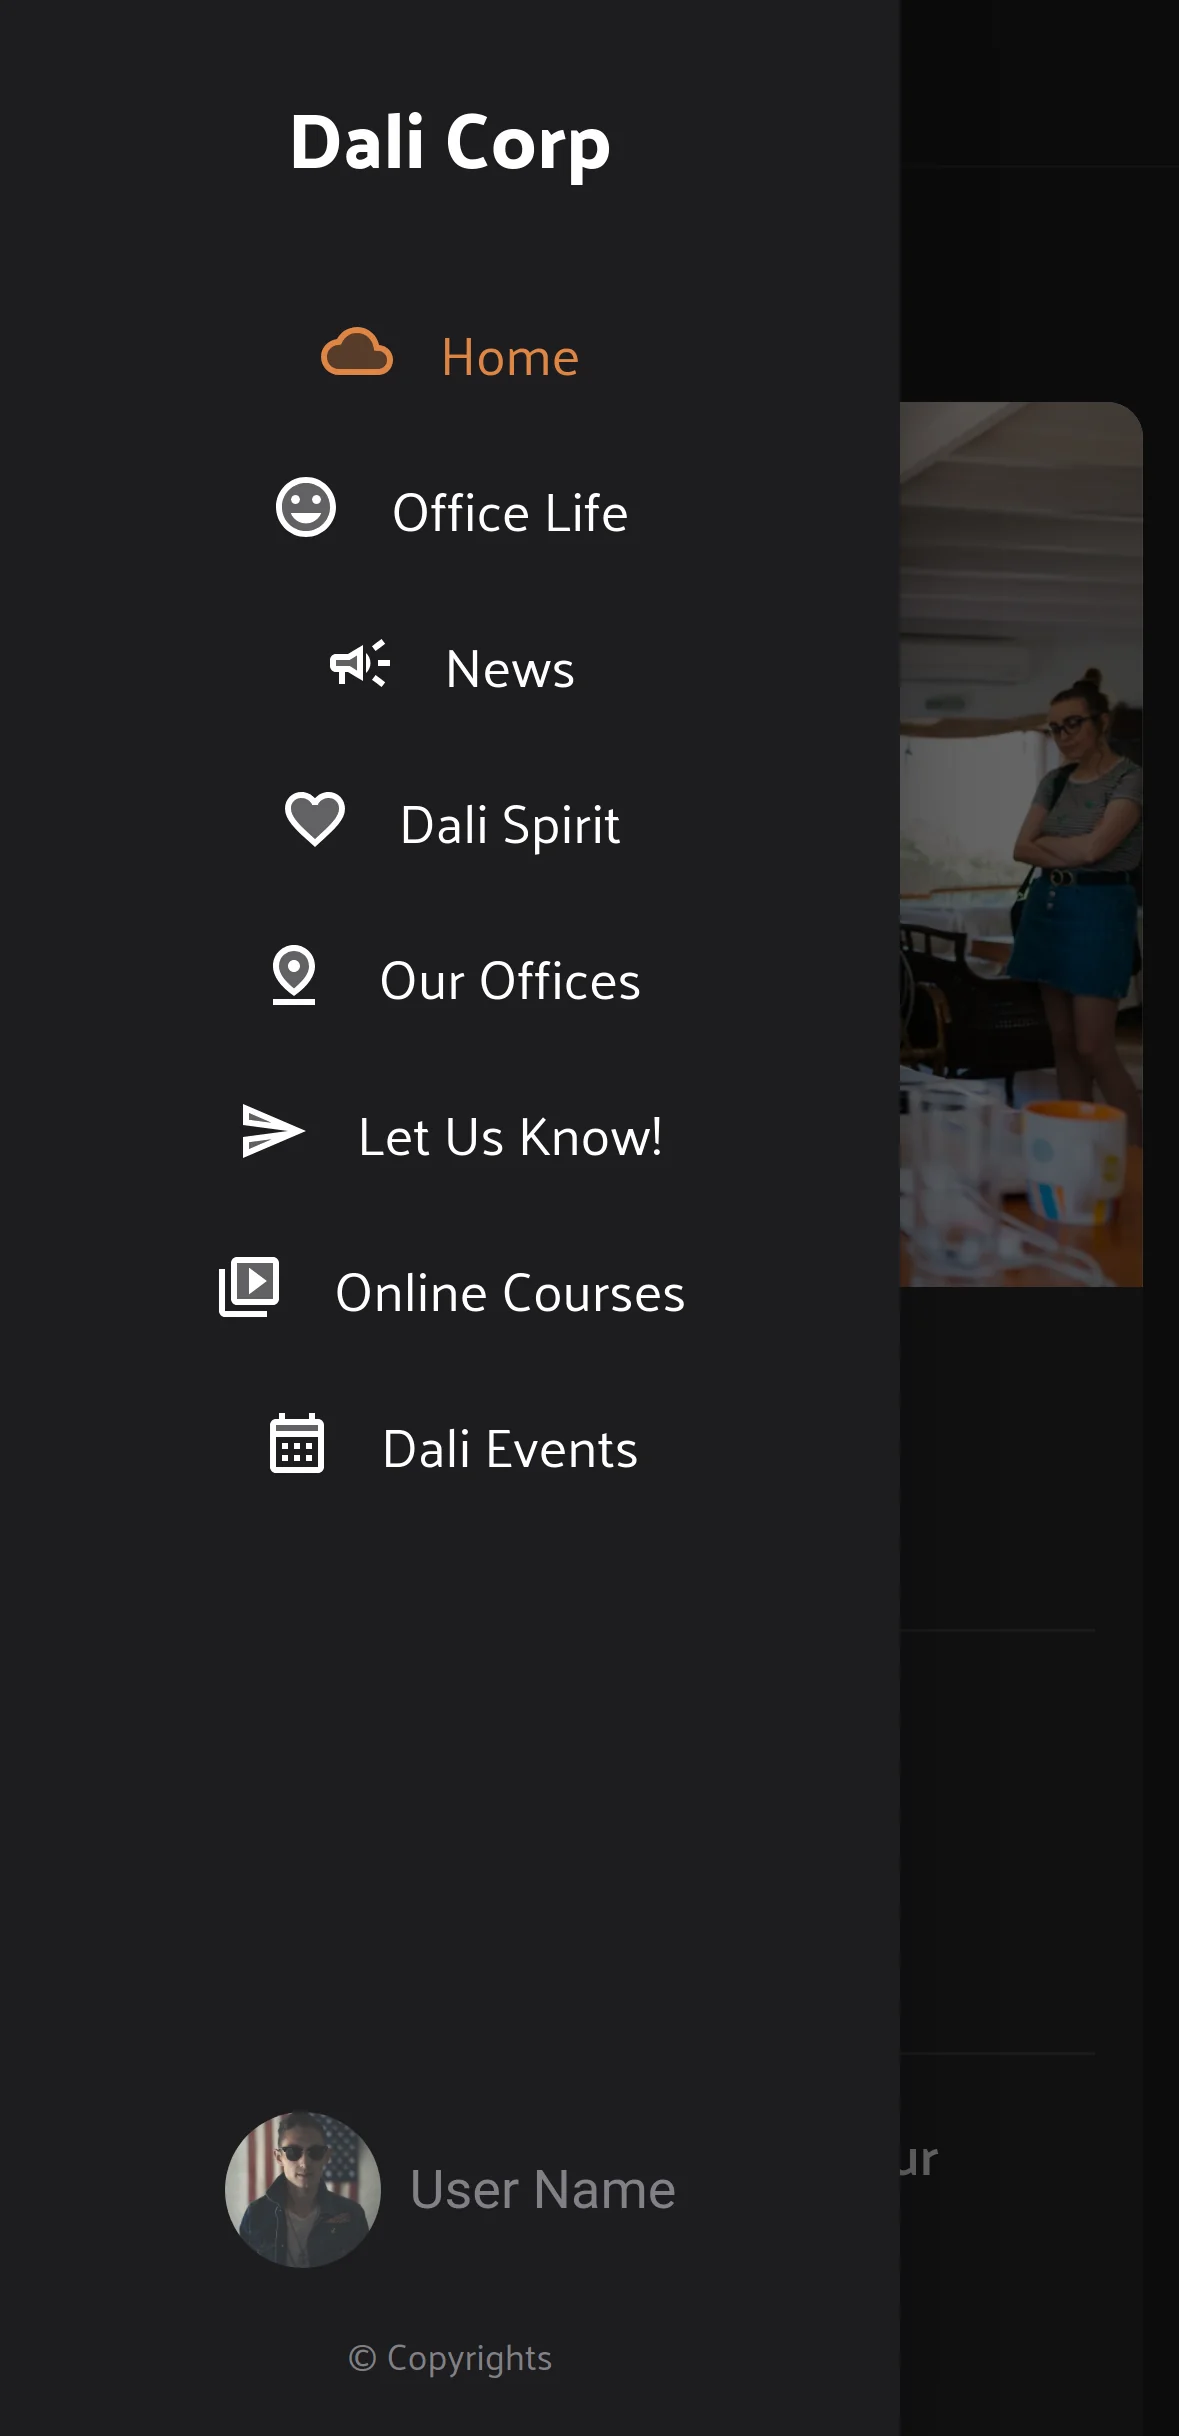 Dali Corp
Home
Office Life
News
Dali Spirit
Our Offices
Let Us Know!
Online Courses
Dali Events
User Name
© Copyrights